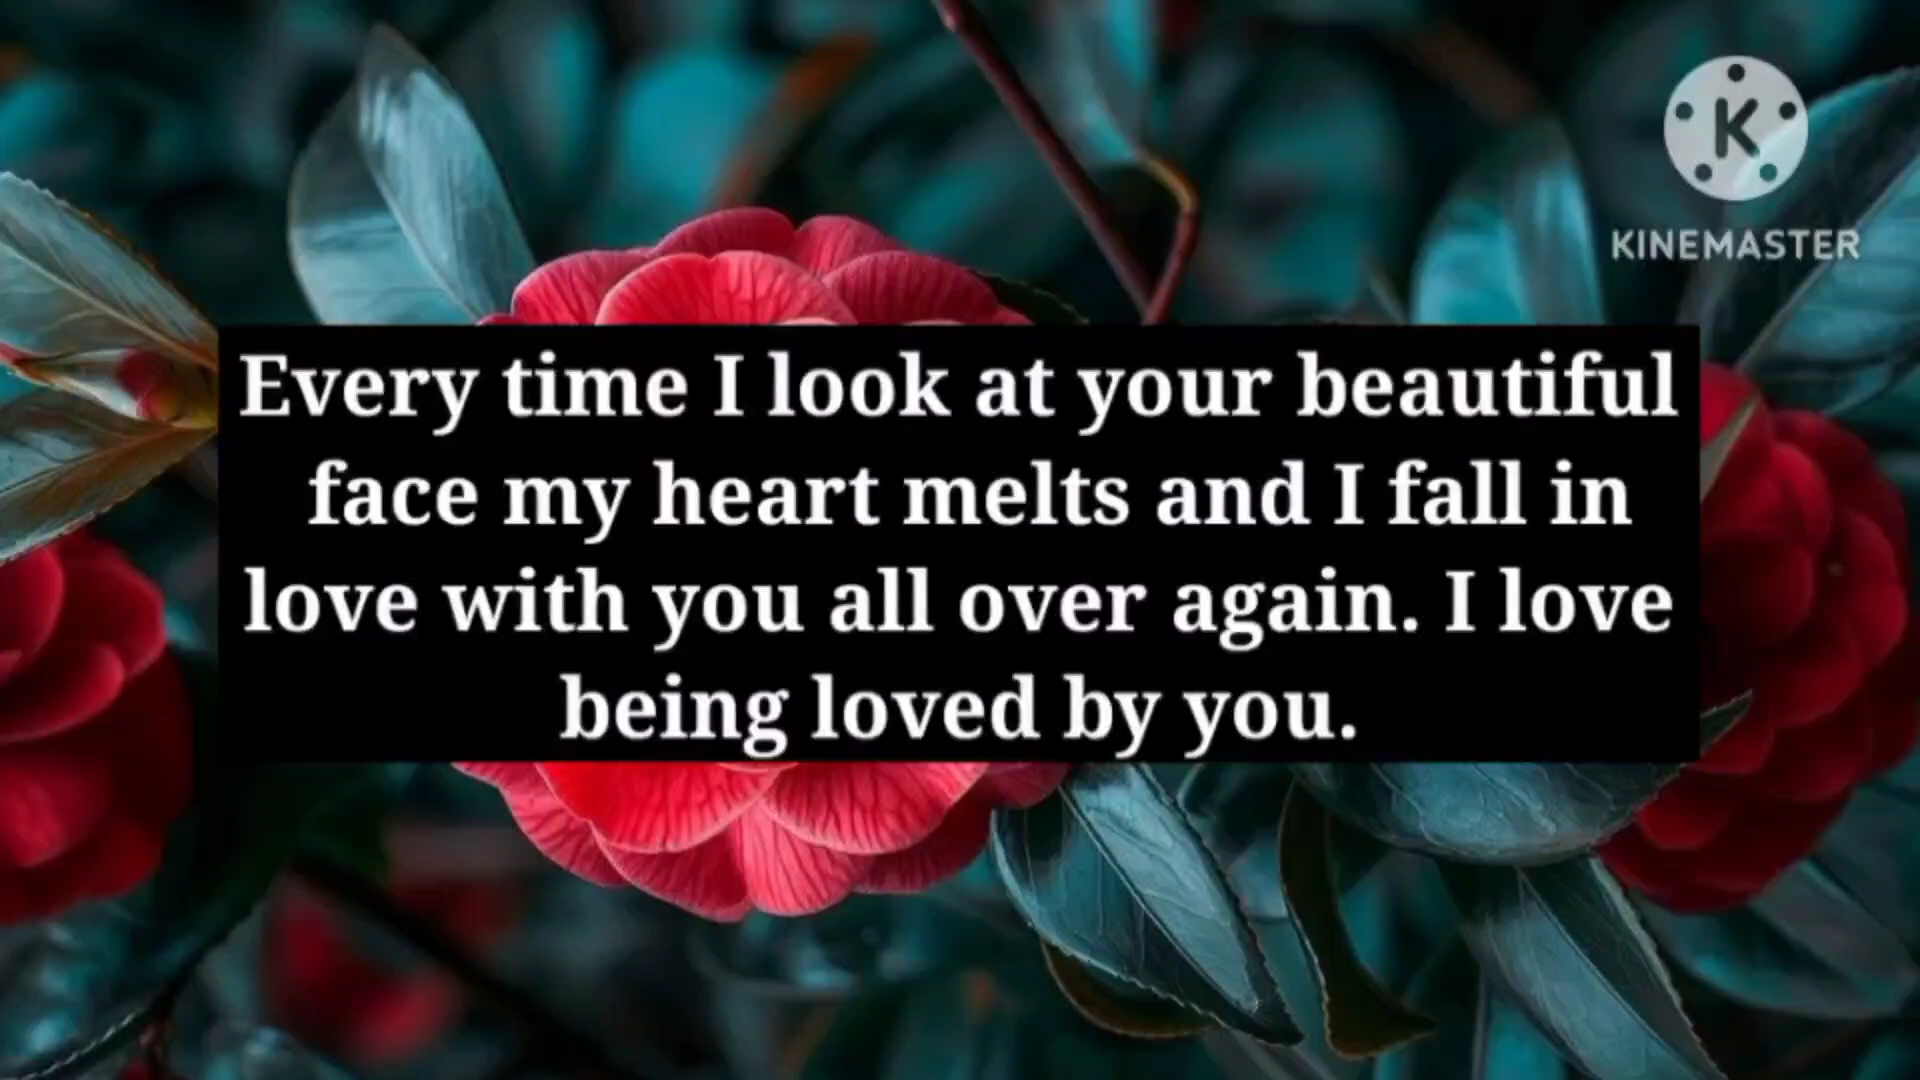 K
KINEMASTER
Every time I look at your beautiful
face my heart melts and I fall in
love with you all over again. I love
being loved by you.